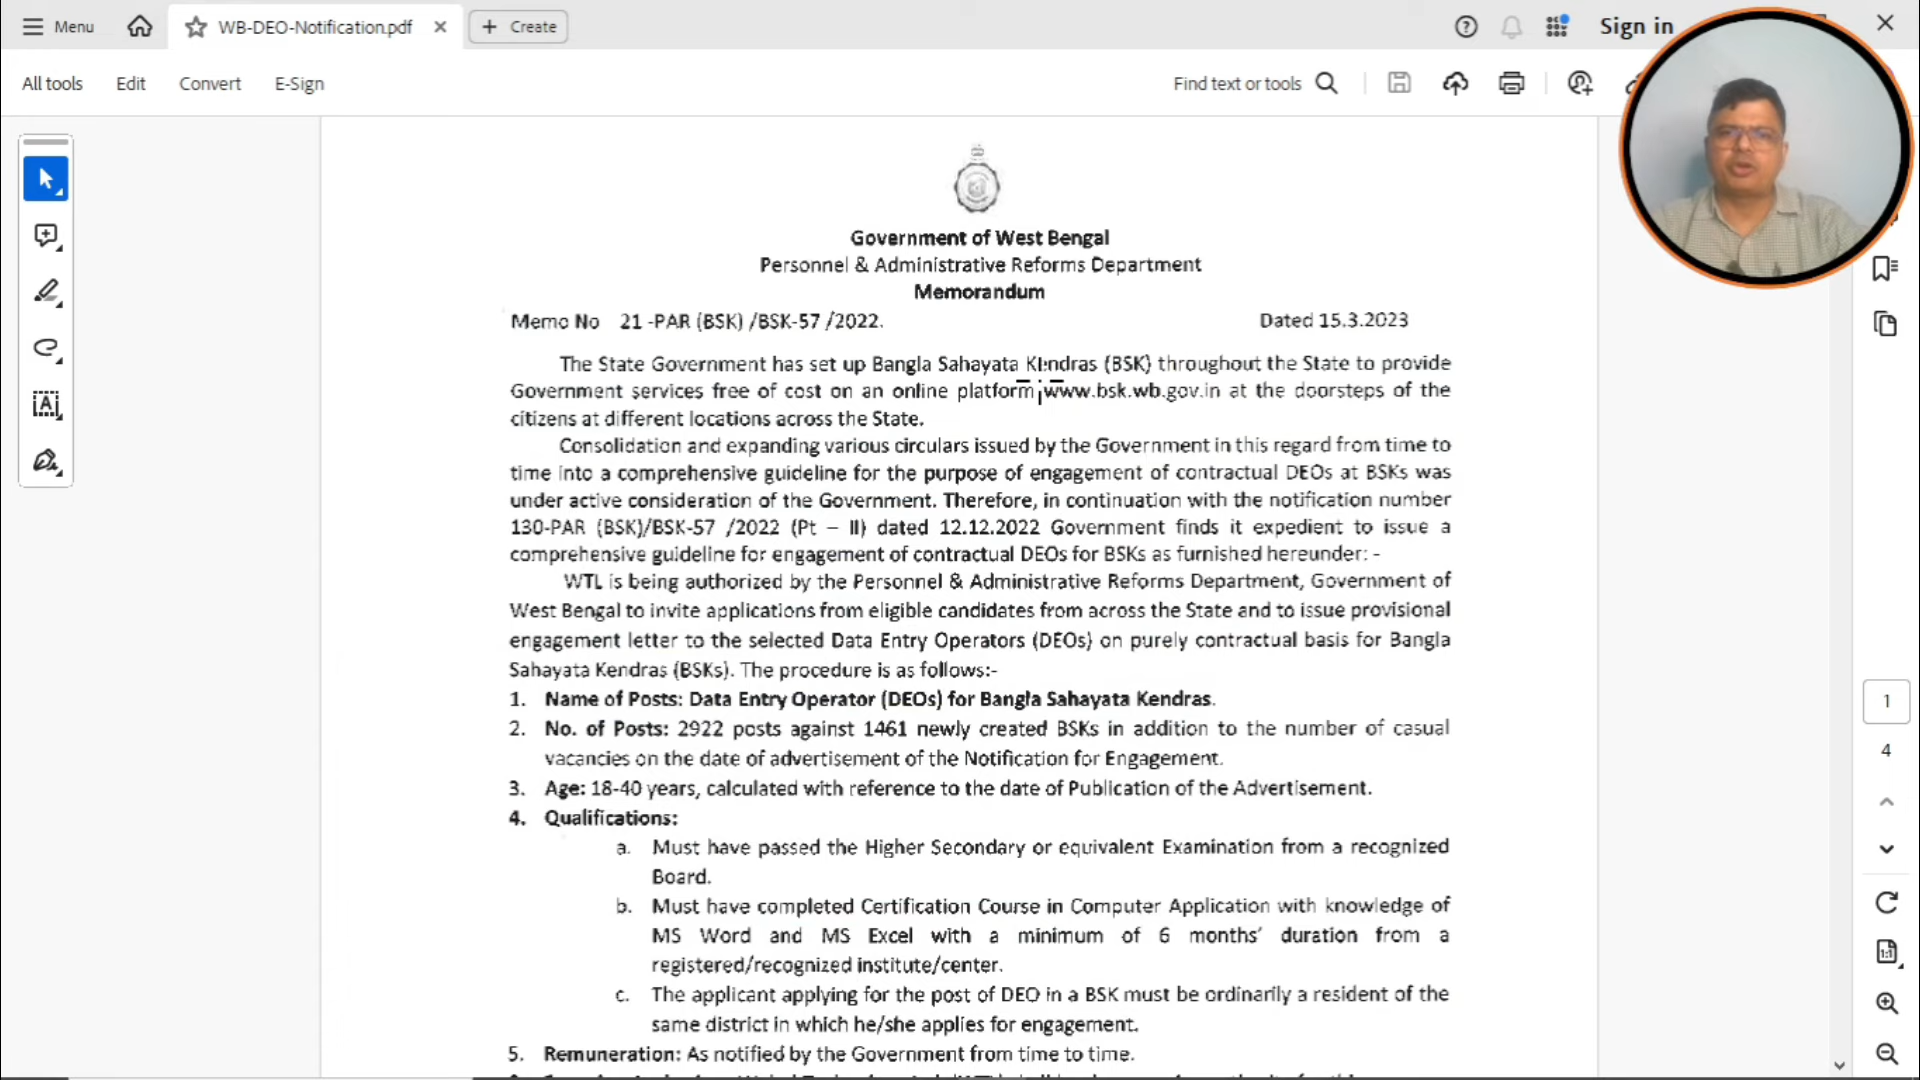 Menu
WB-DEO-Notification.pdf
Create
Sign in
All tools
Edit
Convert
E-Sign
Find text or tools
Government of West Bengal
Personnel & Administrative Reforms Department
Memorandum
Memo No 21 -PAR (BSK) /BSK-57 /2022. Dated 15.3.2023
The State Government has set up Bangla Sahayata Kendras (BSK) throughout the State to provide
Government services free of cost on an online platform www.bsk.wb.gov.in at the doorsteps of the
citizens at different locations across the State.
Consolidation and expanding various circulars issued by the Government in this regard from time to
time into a comprehensive guideline for the purpose of engagement of contractual DEOs at BSKs was
under active consideration of the Government. Therefore, in continuation with the notification number
130-PAR (BSK)/BSK-57 /2022 (Pt – II) dated 12.12.2022 Government finds it expedient to issue a
comprehensive guideline for engagement of contractual DEOs for BSKs as furnished hereunder: -
WTL is being authorized by the Personnel & Administrative Reforms Department, Government of
West Bengal to invite applications from eligible candidates from across the State and to issue provisional
engagement letter to the selected Data Entry Operators (DEOs) on purely contractual basis for Bangla
Sahayata Kendras (BSKs). The procedure is as follows:-
1. Name of Posts: Data Entry Operator (DEOs) for Bangla Sahayata Kendras.
2. No. of Posts: 2922 posts against 1461 newly created BSKs in addition to the number of casual
vacancies on the date of advertisement of the Notification for Engagement.
3. Age: 18-40 years, calculated with reference to the date of Publication of the Advertisement.
4. Qualifications:
a. Must have passed the Higher Secondary or equivalent Examination from a recognized
Board.
b. Must have completed Certification Course in Computer Application with knowledge of
MS Word and MS Excel with a minimum of 6 months' duration from a
registered/recognized institute/center.
c. The applicant applying for the post of DEO in a BSK must be ordinarily a resident of the
same district in which he/she applies for engagement.
5. Remuneration: As notified by the Government from time to time.
1
4